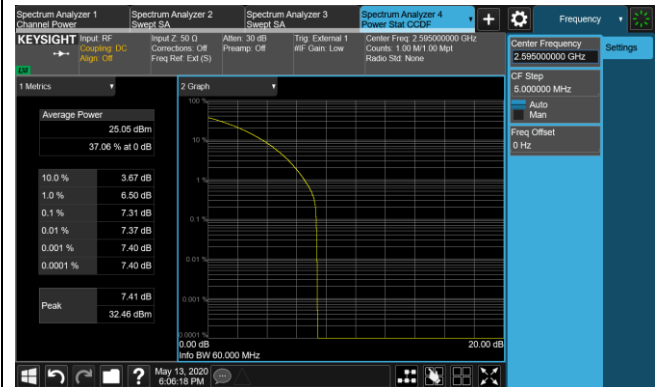 Spectrum Analyzer 1
Channel Power
Spectrum Analyzer 2
Swept SA
Spectrum Analyzer 3
Swept SA
Spectrum Analyzer 4
Power Stat CCDF
Frequency
KEYSIGHT
Input: RF
Coupling: DC
Align: Off
Input Z: 50 Ω
Corrections: Off
Freq Ref: Ext (S)
Atten: 30 dB
Preamp: Off
Trig: External 1
#IF Gain: Low
Center Freq: 2.595000000 GHz
Counts: 1.00 M/1.00 Mpt
Radio Std: None
LXI
Center Frequency
2.595000000 GHz
Settings
CF Step
5.000000 MHz
Auto
Man
Freq Offset
0 Hz
1 Metrics
Average Power
25.05 dBm
37.06 % at 0 dB
10.0 % 3.67 dB
1.0 % 6.50 dB
0.1 % 7.31 dB
0.01 % 7.37 dB
0.001 % 7.40 dB
0.0001 % 7.40 dB
Peak
7.41 dB
32.46 dBm
2 Graph
100 %
10 %
1 %
0.1 %
0.001 %
0.0001 %
0.00 dB
20.00 dB
Info BW 60.000 MHz
May 13, 2020
6:06:18 PM